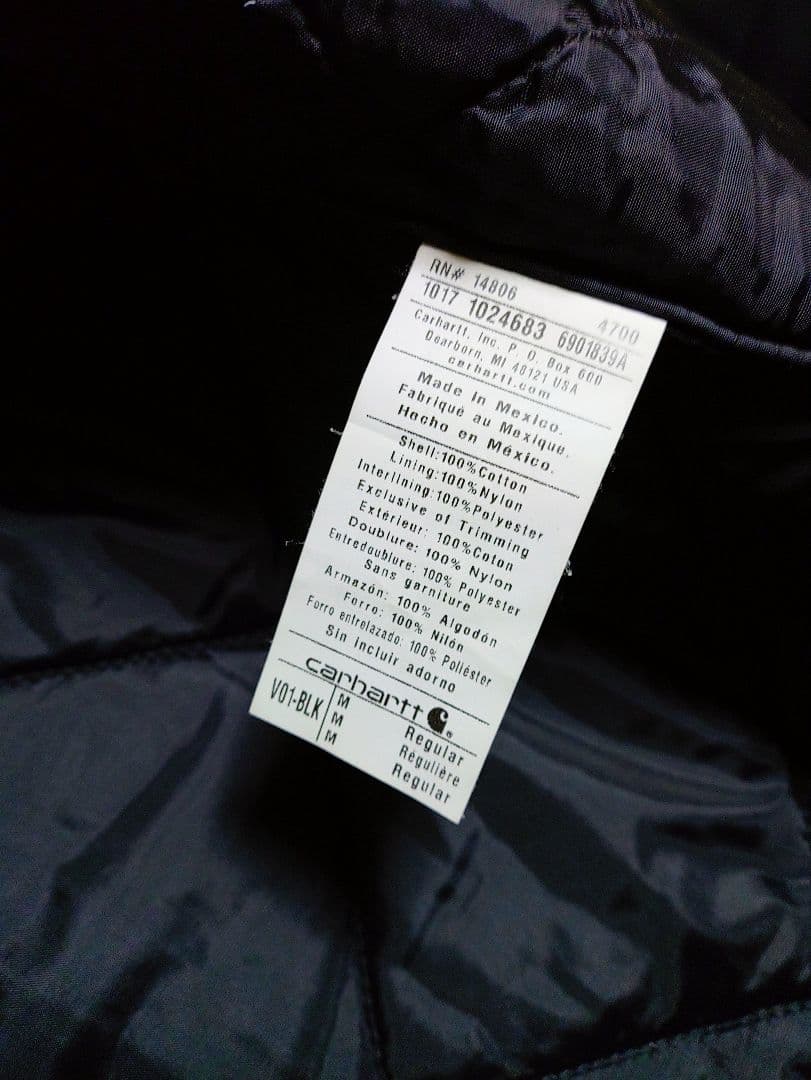 RN# 14806 4700
1017 1024683 6901839A
Carhartt, Inc. P. O. Box 600
Dearborn, MI 48121 USA
carhartt.com
Made in Mexico.
Fabriqué au Mexique.
Hecho en México.
Shell:100%Cotton
Lining:100%Nylon
Interlining:100%Polyester
Exclusive of Trimming
Extérieur: 100%Coton
Doublure: 100% Nylon
Entredoublure: 100% Polyester
Sans garniture
Armazón: 100% Algodón
Forro: 100% Nilón
Forro entrelazado: 100% Poliéster
Sin incluir adorno
carhartt ®
V01-BLK
M Regular
M Régulière
M Regular